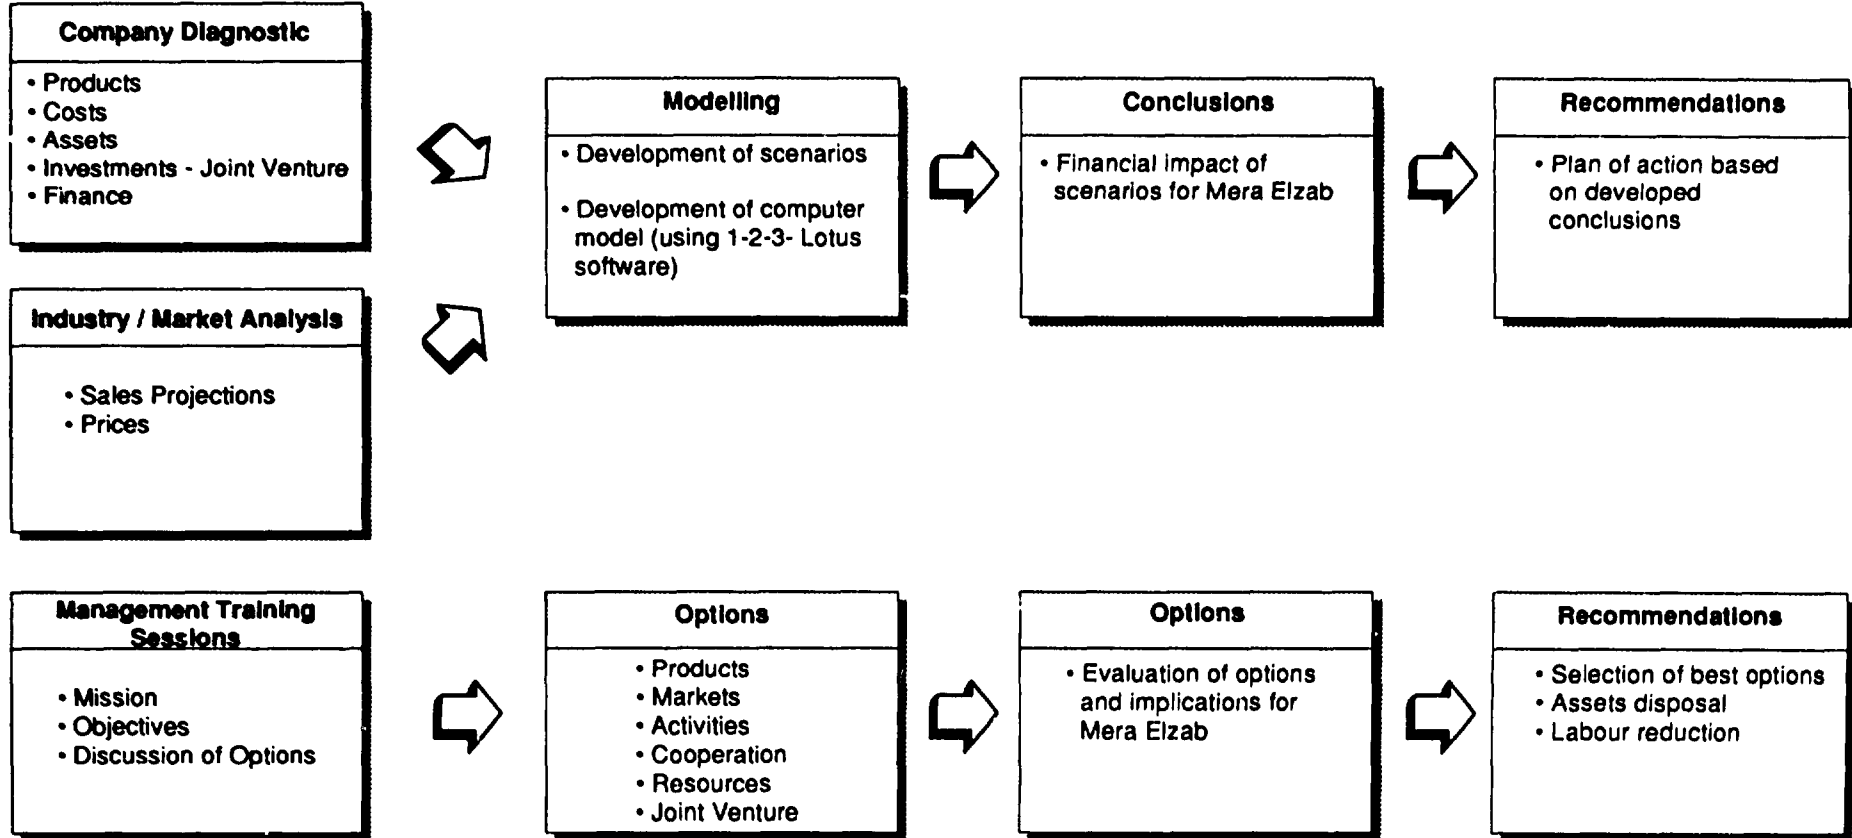 Company Diagnostic
• Products
• Costs
• Assets
• Investments - Joint Venture
• Finance
Industry / Market Analysis
• Sales Projections
• Prices
Modelling
• Development of scenarios
• Development of computer
model (using 1-2-3- Lotus
software)
Conclusions
• Financial impact of
scenarios for Mera Elzab
Recommendations
• Plan of action based
on developed
conclusions
Management Training
Sessions
• Mission
• Objectives
• Discussion of Options
Options
• Products
• Markets
• Activities
• Cooperation
• Resources
• Joint Venture
Options
• Evaluation of options
and implications for
Mera Elzab
Recommendations
• Selection of best options
• Assets disposal
• Labour reduction